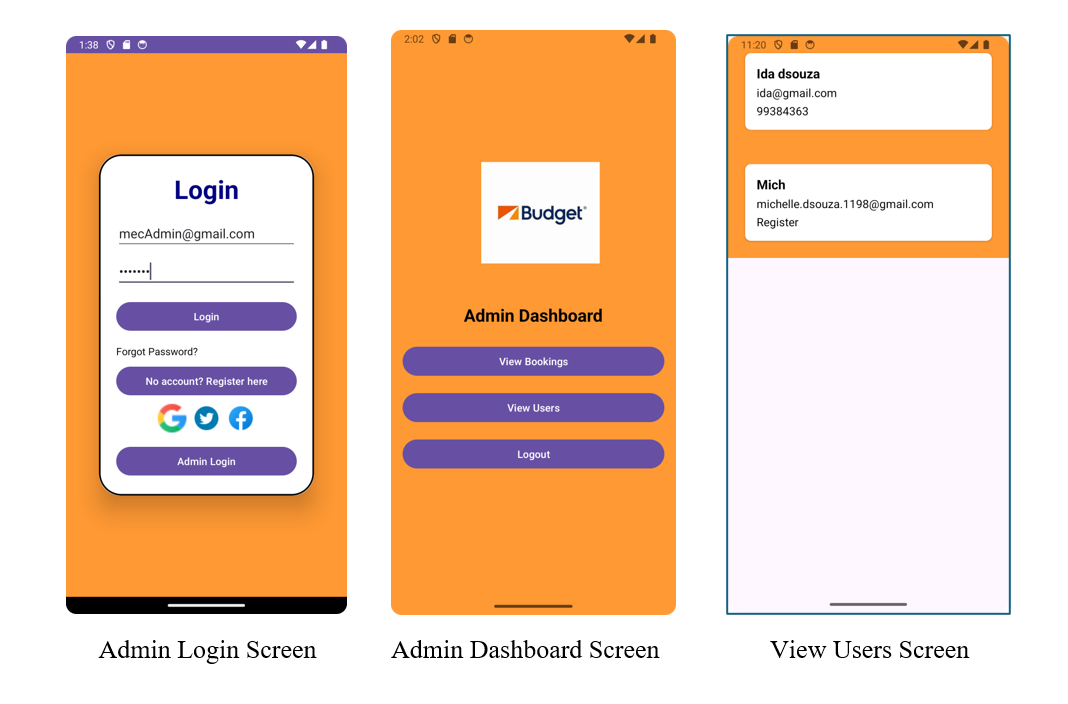 1:38
Login
mecAdmin@gmail.com
•••••••
Login
Forgot Password?
No account? Register here
Admin Login
Admin Login Screen
2:02
Budget®
Admin Dashboard
View Bookings
View Users
Logout
Admin Dashboard Screen
11:20
Ida dsouza
ida@gmail.com
99384363
Mich
michelle.dsouza.1198@gmail.com
Register
View Users Screen